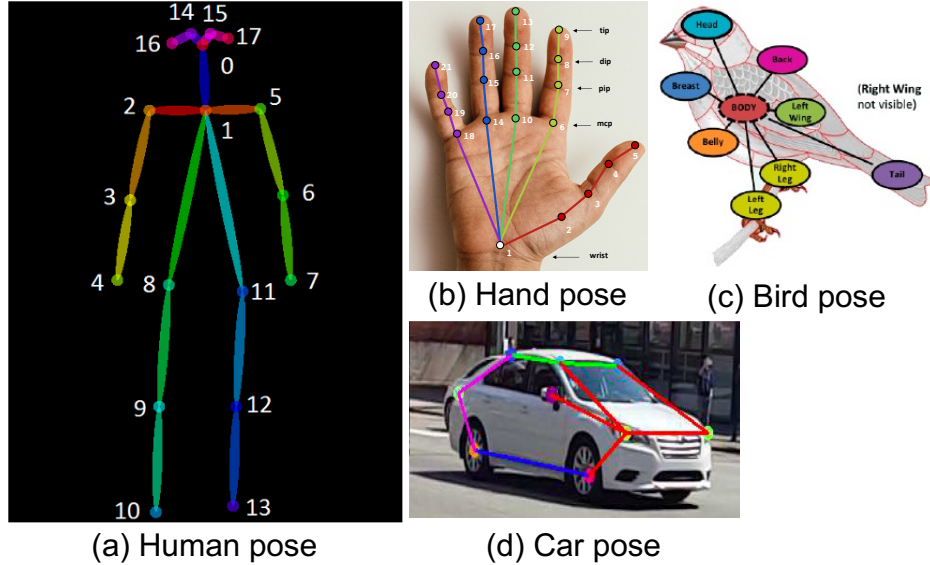 14 15
16 17
0
2 1 5
3 6
4 8 11 7
9 12
10 13
(a) Human pose
17 13 9 tip
16 12 8 dip
21 15 11 7 pip
20
19 14 10 6 mcp
18
5
4
3
2
1
wrist
(b) Hand pose
Head
Back
Breast
BODY
Left Wing
(Right Wing
not visible)
Belly
Right Leg
Left Leg
Tail
(c) Bird pose
(d) Car pose